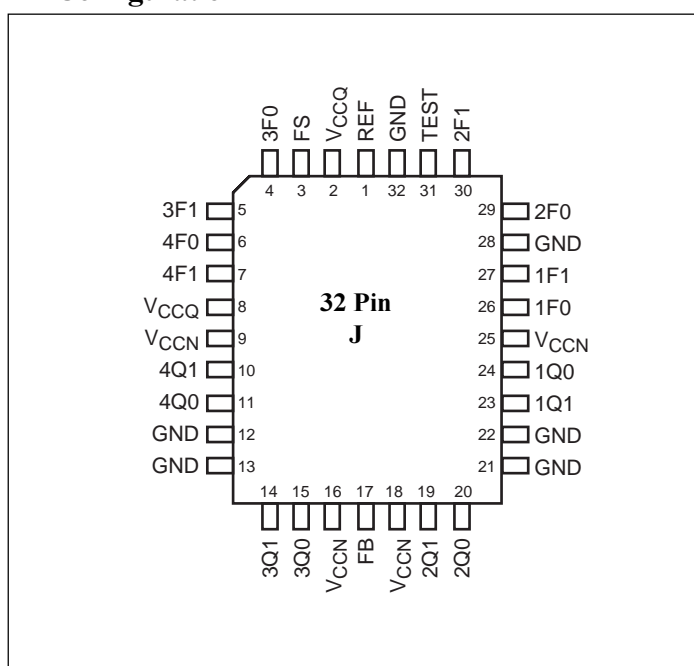 3F0
FS
VCCQ
REF
GND
TEST
2F1
4
3
2
1
32
31
30
3F1
5
4F0
6
4F1
7
VCCQ
8
VCCN
9
4Q1
10
4Q0
11
GND
12
GND
13
32 Pin
J
29
2F0
28
GND
27
1F1
26
1F0
25
VCCN
24
1Q0
23
1Q1
22
GND
21
GND
14
15
16
17
18
19
20
3Q1
3Q0
VCCN
FB
VCCN
2Q1
2Q0